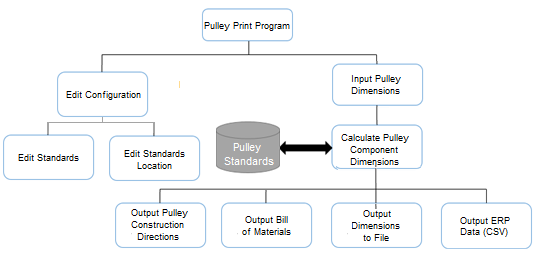 Pulley Print Program
Edit Configuration
Input Pulley
Dimensions
Edit Standards
Edit Standards
Location
Pulley
Standards
Calculate Pulley
Component
Dimensions
Output Pulley
Construction
Directions
Output Bill
of Materials
Output
Dimensions
to File
Output ERP
Data (CSV)